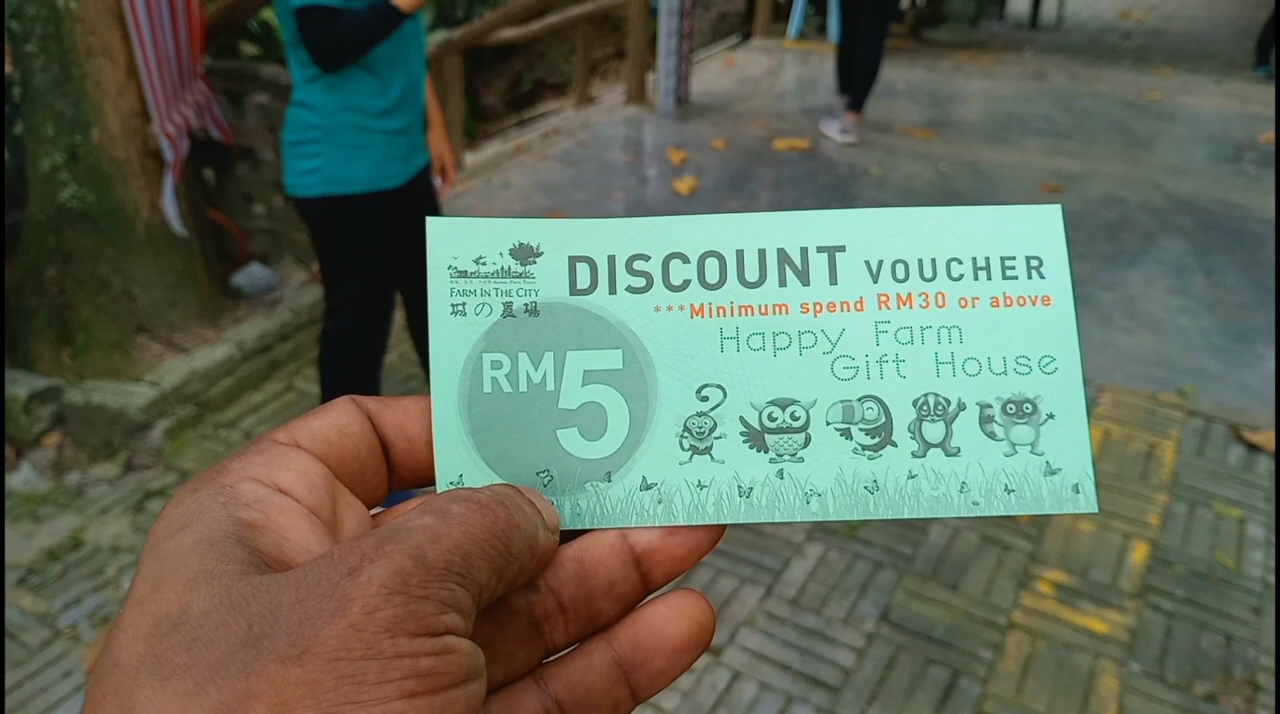 FARM IN THE CITY
城の農場
DISCOUNT VOUCHER
***Minimum spend RM30 or above
Happy Farm
Gift House
RM5